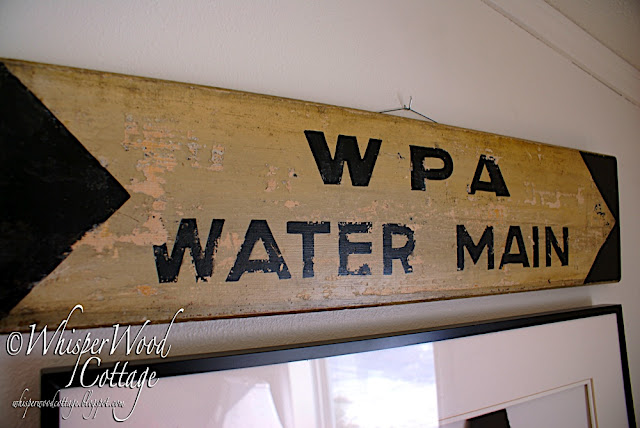 WPA
WATER MAIN
© WhisperWood
Cottage
whisperwoodcottage.blogspot.com